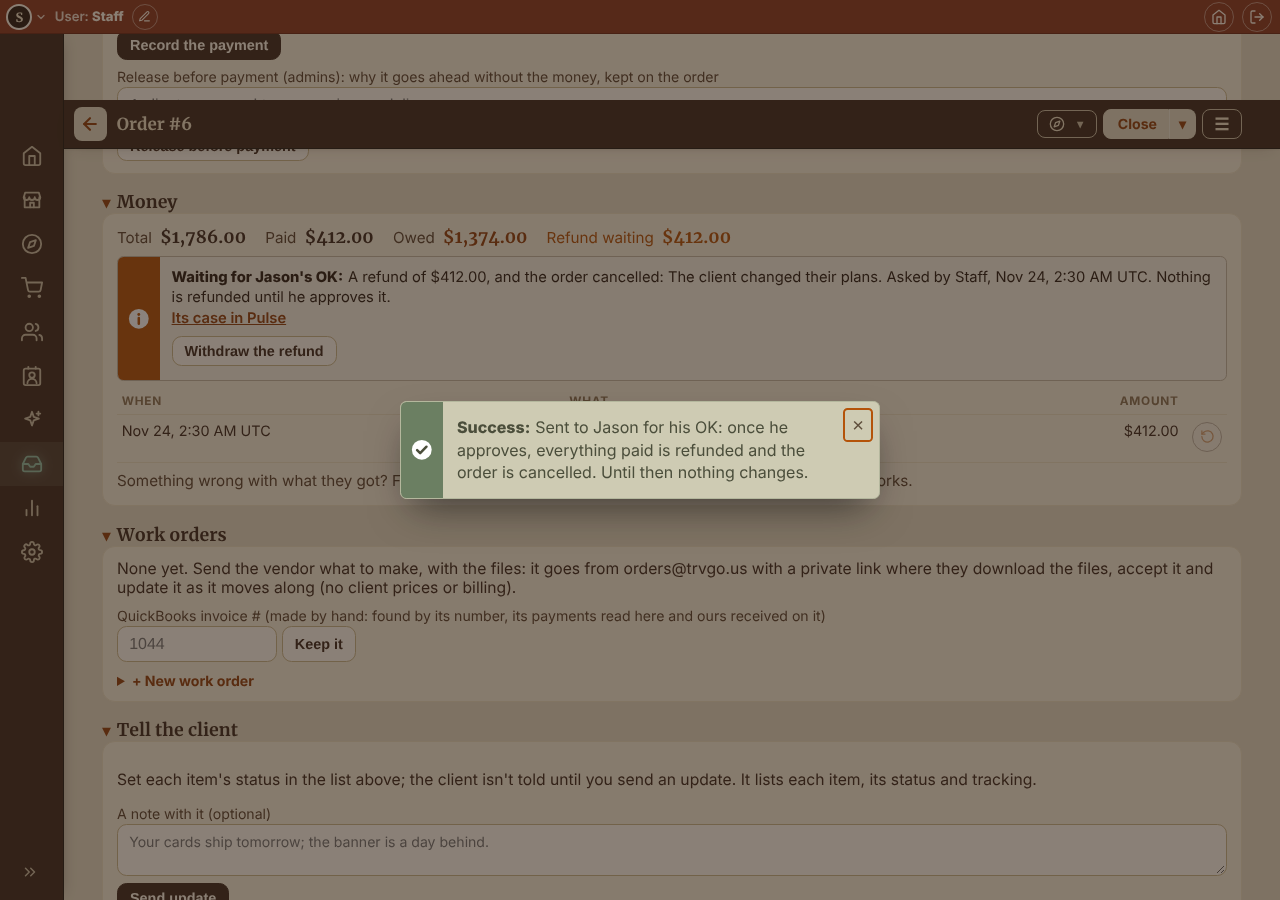 S
User: Staff
Record the payment
Release before payment (admins): why it goes ahead without the money, kept on the order
Order #6
Close
Release before payment
Money
Total $1,786.00 Paid $412.00 Owed $1,374.00 Refund waiting $412.00
Waiting for Jason's OK: A refund of $412.00, and the order cancelled: The client changed their plans. Asked by Staff, Nov 24, 2:30 AM UTC. Nothing
is refunded until he approves it.
Its case in Pulse
Withdraw the refund
WHEN WHAT AMOUNT
Nov 24, 2:30 AM UTC $412.00
Success: Sent to Jason for his OK: once he
approves, everything paid is refunded and the
order is cancelled. Until then nothing changes.
Something wrong with what they got?
Work orders
None yet. Send the vendor what to make, with the files: it goes from orders@trvgo.us with a private link where they download the files, accept it and
update it as it moves along (no client prices or billing).
QuickBooks invoice # (made by hand: found by its number, its payments read here and ours received on it)
1044 Keep it
+ New work order
Tell the client
Set each item's status in the list above; the client isn't told until you send an update. It lists each item, its status and tracking.
A note with it (optional)
Your cards ship tomorrow; the banner is a day behind.
Send update